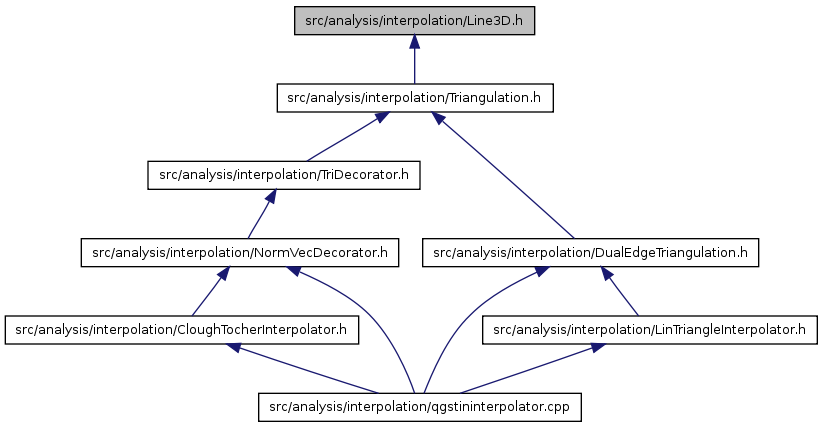 src/analysis/interpolation/Line3D.h
src/analysis/interpolation/Triangulation.h
src/analysis/interpolation/TriDecorator.h
src/analysis/interpolation/NormVecDecorator.h
src/analysis/interpolation/DualEdgeTriangulation.h
src/analysis/interpolation/CloughTocherInterpolator.h
src/analysis/interpolation/LinTriangleInterpolator.h
src/analysis/interpolation/qgstininterpolator.cpp